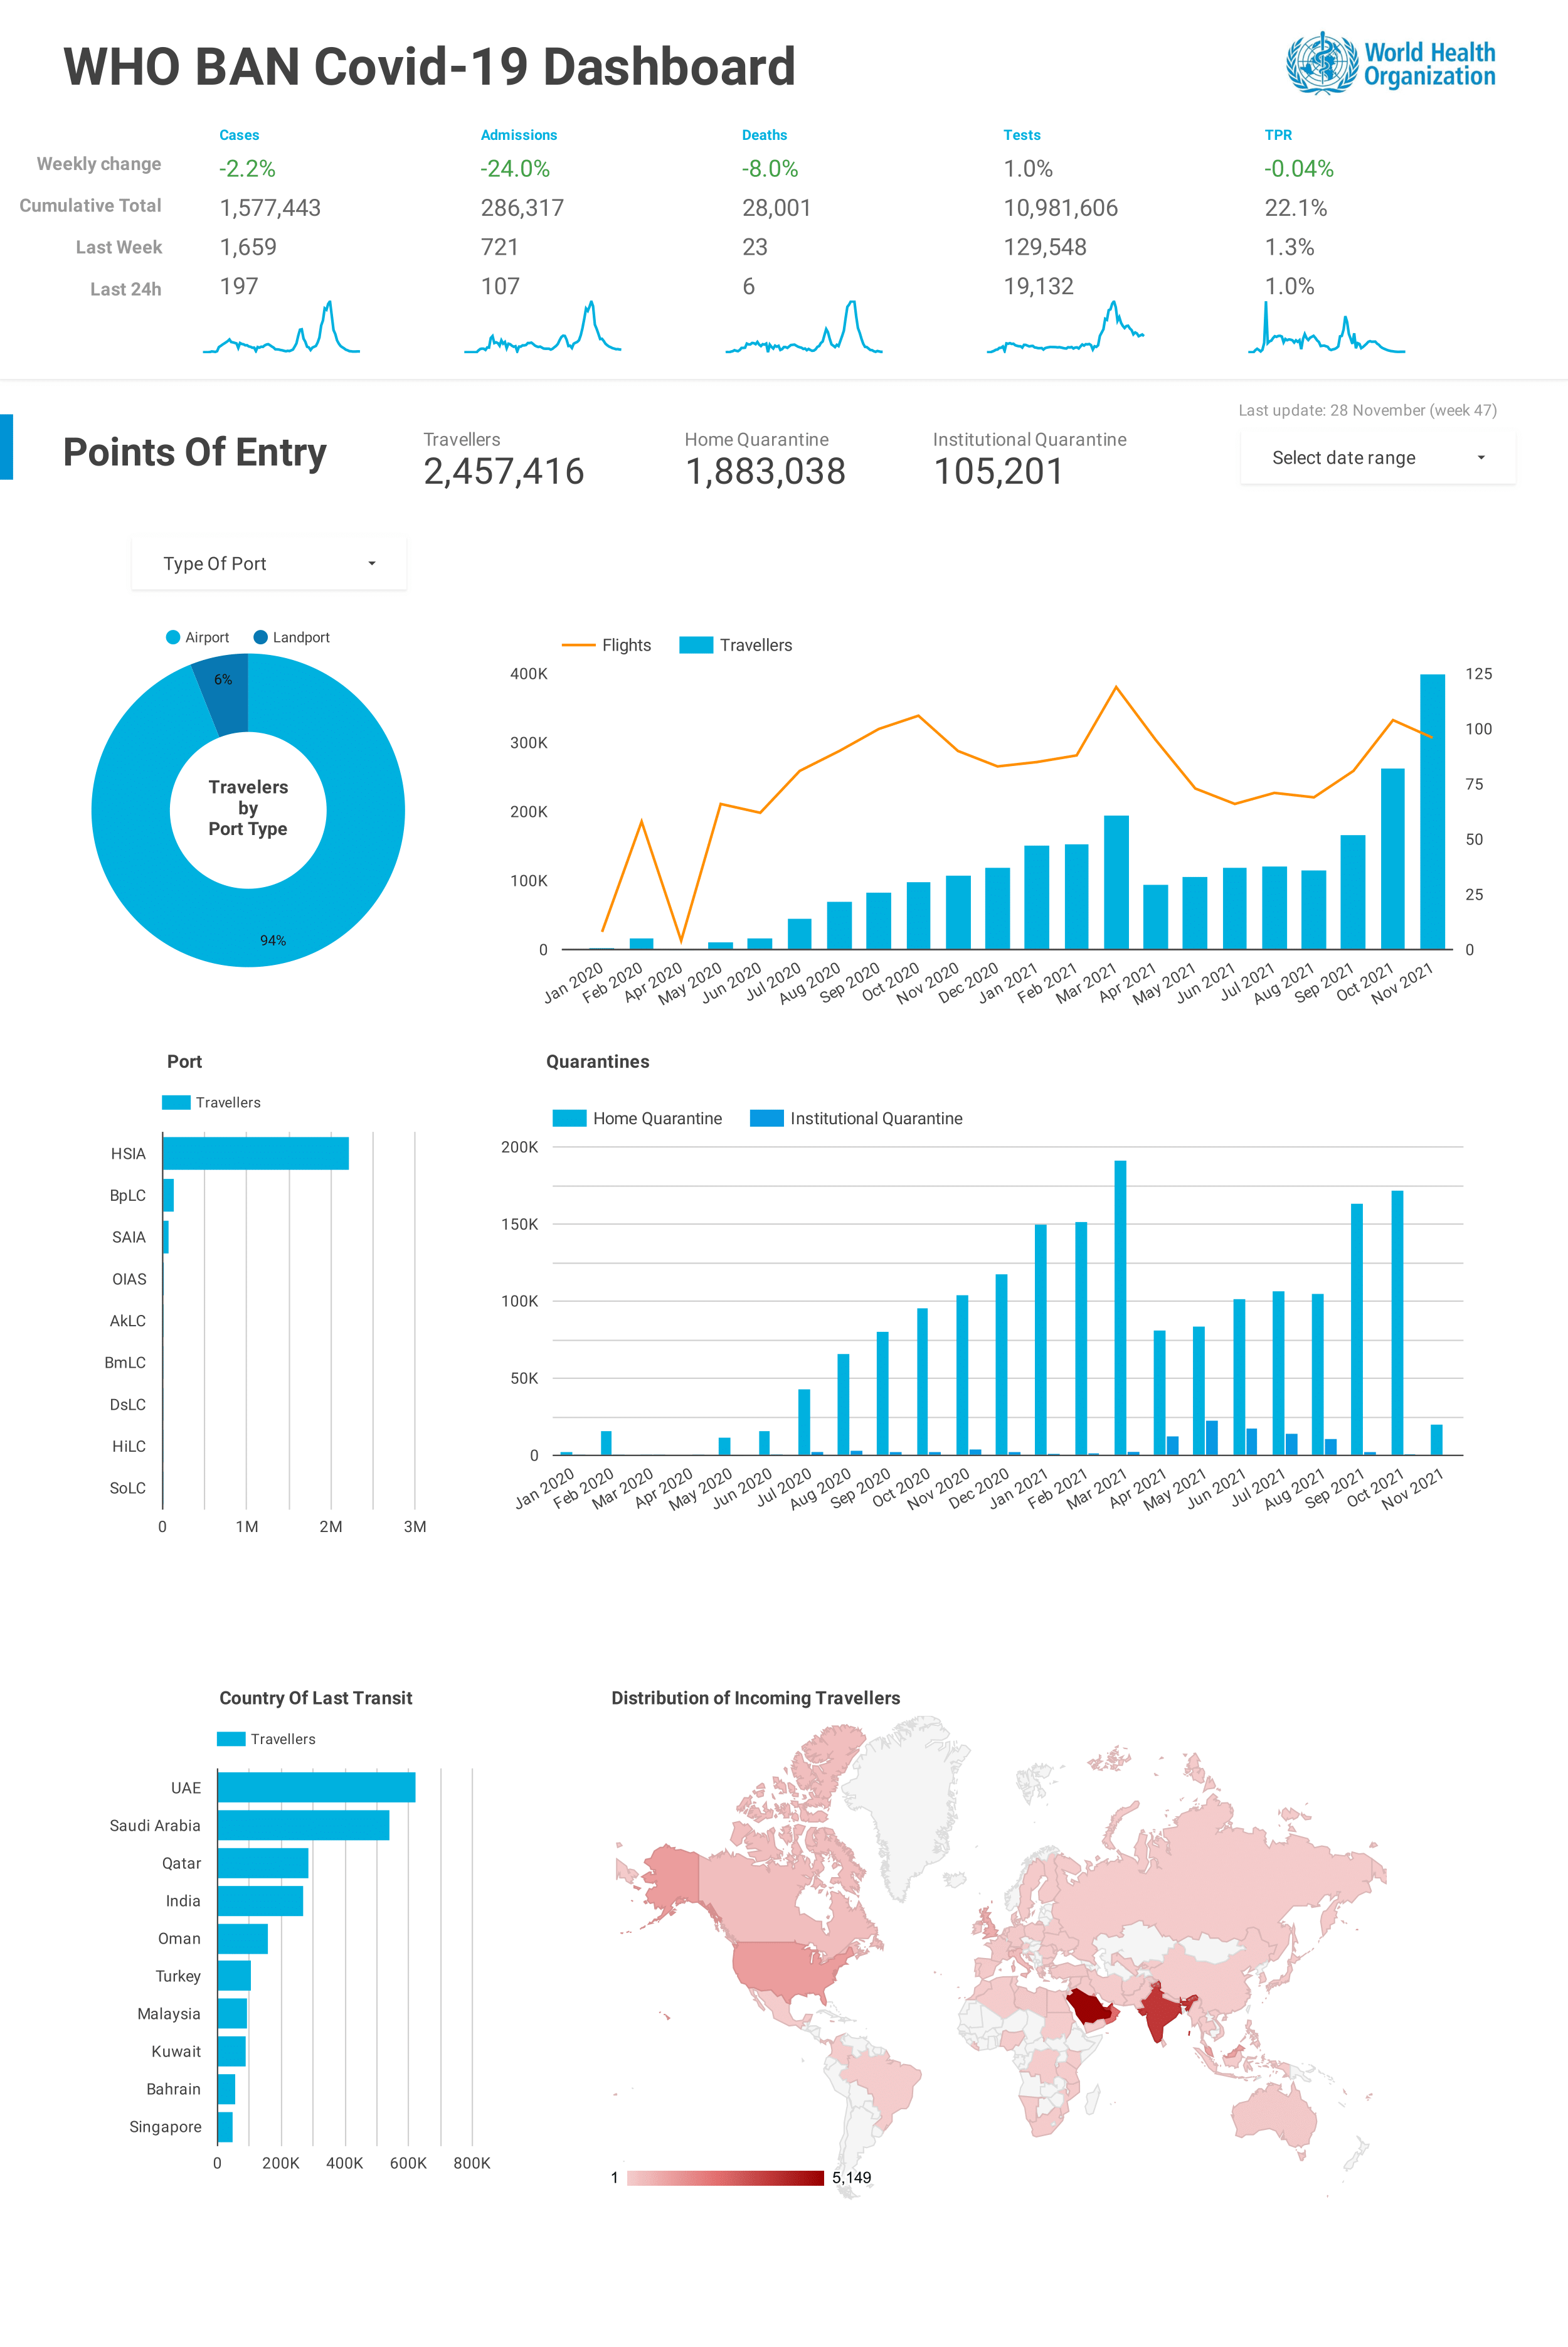 WHO BAN Covid-19 Dashboard
World Health
Organization
Cases Admissions Deaths Tests TPR
Weekly change -2.2% -24.0% -8.0% 1.0% -0.04%
Cumulative Total 1,577,443 286,317 28,001 10,981,606 22.1%
Last Week 1,659 721 23 129,548 1.3%
Last 24h 197 107 6 19,132 1.0%
Last update: 28 November (week 47)
Points Of Entry
Travellers
2,457,416
Home Quarantine
1,883,038
Institutional Quarantine
105,201
Select date range
Type Of Port
Airport Landport
6%
Travelers
by
Port Type
94%
Flights Travellers
400K 125
300K 100
75
200K
50
100K
25
0 0
Jan 2020 Feb 2020 Apr 2020 May 2020 Jun 2020 Jul 2020 Aug 2020 Sep 2020 Oct 2020 Nov 2020 Dec 2020 Jan 2021 Feb 2021 Mar 2021 Apr 2021 May 2021 Jun 2021 Jul 2021 Aug 2021 Sep 2021 Oct 2021 Nov 2021
Port
Travellers
HSIA
BpLC
SAIA
OIAS
AkLC
BmLC
DsLC
HiLC
SoLC
0 1M 2M 3M
Quarantines
Home Quarantine Institutional Quarantine
200K
150K
100K
50K
0
Jan 2020 Feb 2020 Mar 2020 Apr 2020 May 2020 Jun 2020 Jul 2020 Aug 2020 Sep 2020 Oct 2020 Nov 2020 Dec 2020 Jan 2021 Feb 2021 Mar 2021 Apr 2021 May 2021 Jun 2021 Jul 2021 Aug 2021 Sep 2021 Oct 2021 Nov 2021
Country Of Last Transit
Travellers
UAE
Saudi Arabia
Qatar
India
Oman
Turkey
Malaysia
Kuwait
Bahrain
Singapore
0 200K 400K 600K 800K
Distribution of Incoming Travellers
1 5,149